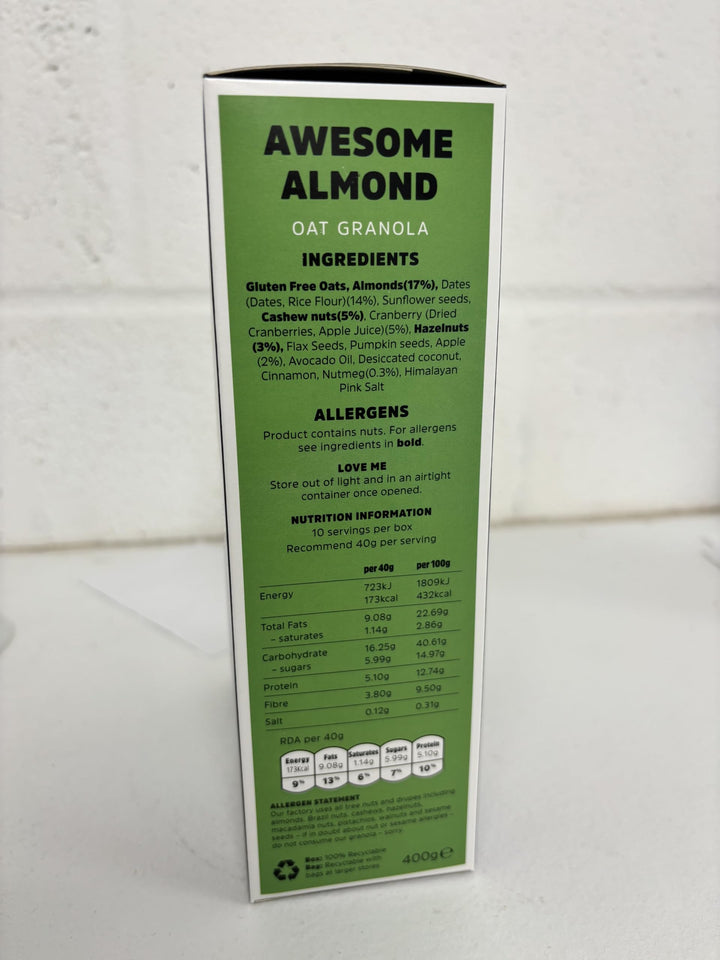 AWESOME
ALMOND
OAT GRANOLA
INGREDIENTS
Gluten Free Oats, Almonds(17%), Dates
(Dates, Rice Flour)(14%), Sunflower seeds,
Cashew nuts(5%), Cranberry (Dried
Cranberries, Apple Juice)(5%), Hazelnuts
(3%), Flax Seeds, Pumpkin seeds, Apple
(2%), Avocado Oil, Desiccated coconut,
Cinnamon, Nutmeg(0.3%), Himalayan
Pink Salt
ALLERGENS
Product contains nuts. For allergens
see ingredients in bold.
LOVE ME
Store out of light and in an airtight
container once opened.
NUTRITION INFORMATION
10 servings per box
Recommend 40g per serving
per 40g per 100g
Energy 723kJ 1809kJ
173kcal 432kcal
Total Fats 9.08g 22.69g
- saturates 1.14g 2.86g
Carbohydrate 16.25g 40.61g
- sugars 5.99g 14.97g
Protein 5.10g 12.74g
Fibre 3.80g 9.50g
Salt 0.12g 0.31g
RDA per 40g
Energy Fats Saturates Sugars Protein
173Kcal 9.08g 1.14g 5.99g 5.10g
9% 13% 6% 7% 10%
ALLERGEN STATEMENT
Our factory uses all tree nuts and drupes including
almonds, Brazil nuts, cashews, hazelnuts,
macadamia nuts, pistachios, walnuts and sesame
seeds - if in doubt about nut or sesame allergies -
do not consume our granola - sorry.
Box: 100% Recyclable
Bag: Recyclable with
bags at larger stores
400g℮